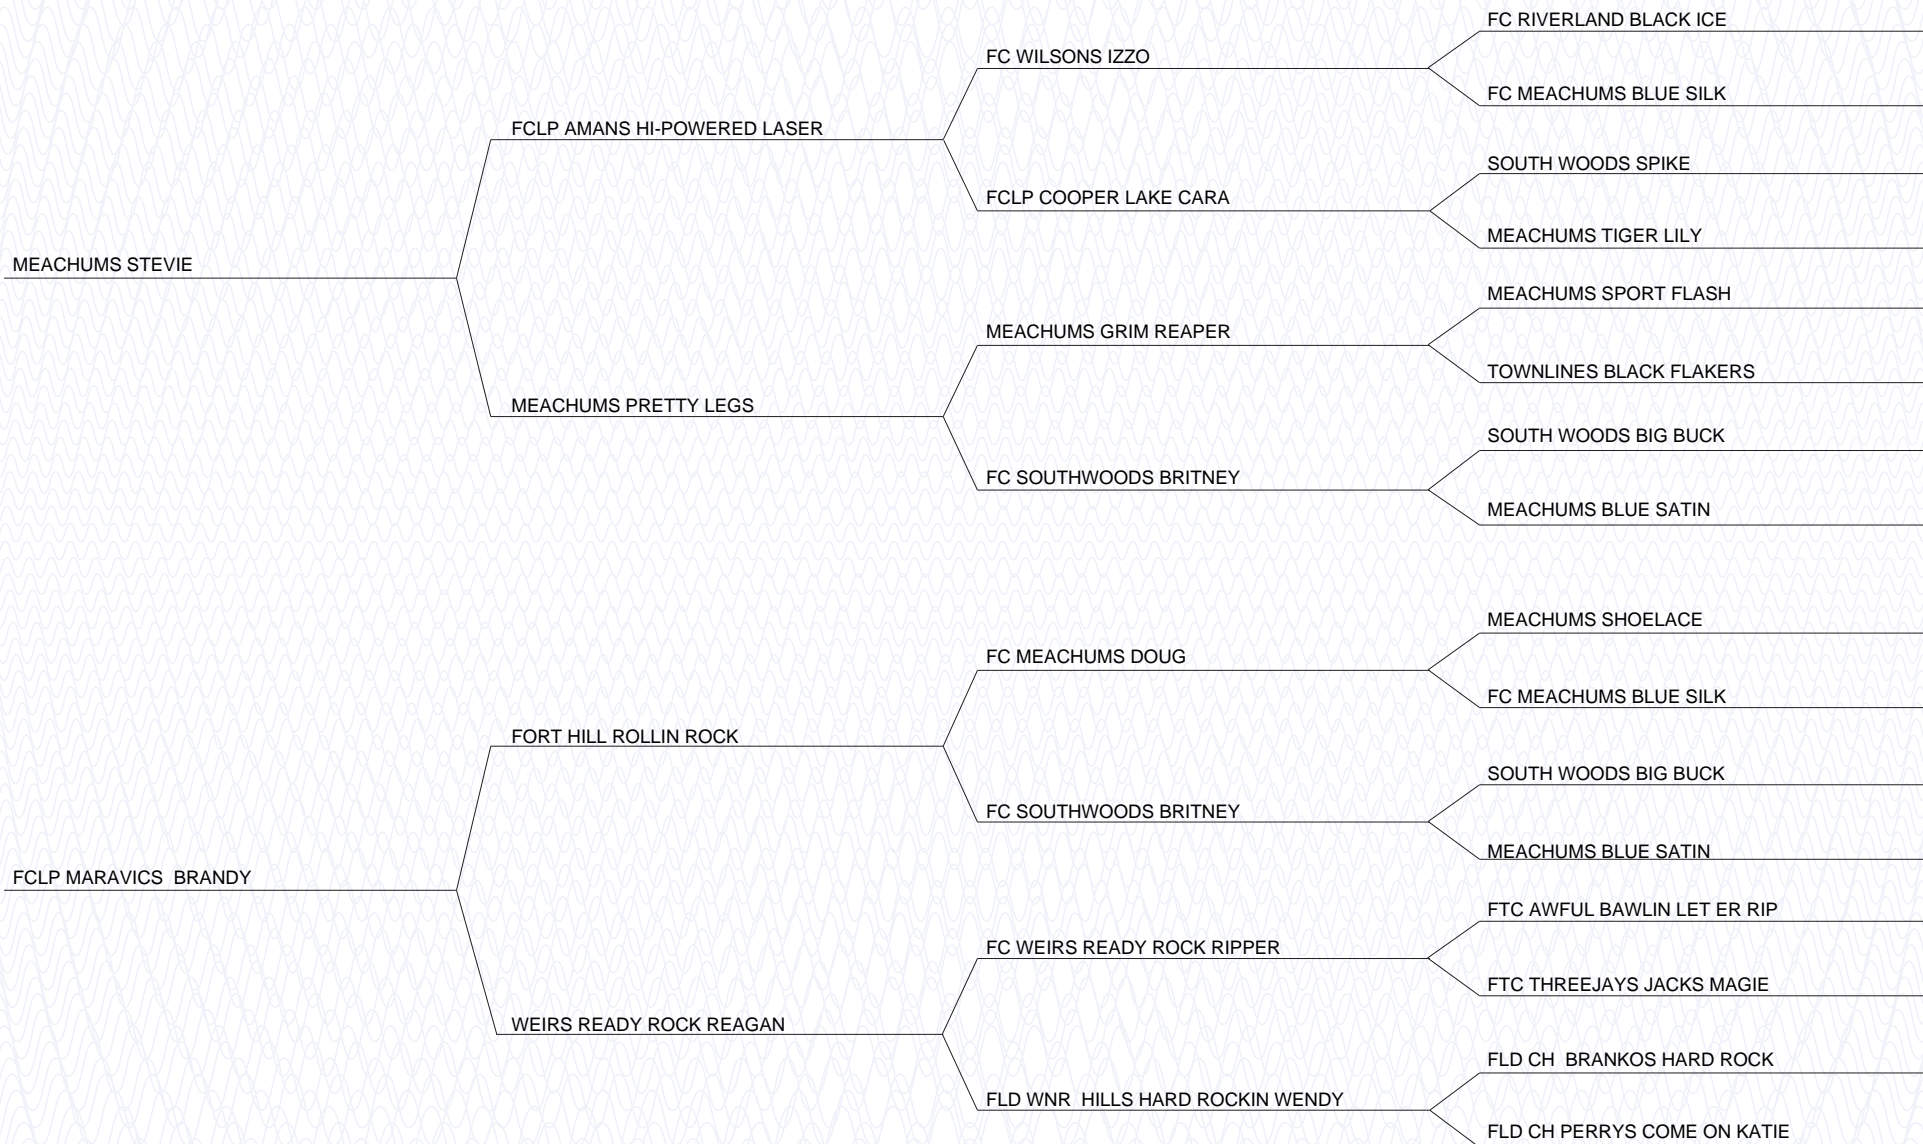 FC RIVERLAND BLACK ICE
FC WILSONS IZZO
FC MEACHUMS BLUE SILK
FCLP AMANS HI-POWERED LASER
SOUTH WOODS SPIKE
FCLP COOPER LAKE CARA
MEACHUMS TIGER LILY
MEACHUMS STEVIE
MEACHUMS SPORT FLASH
MEACHUMS GRIM REAPER
TOWNLINES BLACK FLAKERS
MEACHUMS PRETTY LEGS
SOUTH WOODS BIG BUCK
FC SOUTHWOODS BRITNEY
MEACHUMS BLUE SATIN
MEACHUMS SHOELACE
FC MEACHUMS DOUG
FC MEACHUMS BLUE SILK
FORT HILL ROLLIN ROCK
SOUTH WOODS BIG BUCK
FC SOUTHWOODS BRITNEY
MEACHUMS BLUE SATIN
FCLP MARAVICS  BRANDY
FTC AWFUL BAWLIN LET ER RIP
FC WEIRS READY ROCK RIPPER
FTC THREEJAYS JACKS MAGIE
WEIRS READY ROCK REAGAN
FLD CH  BRANKOS HARD ROCK
FLD WNR  HILLS HARD ROCKIN WENDY
FLD CH PERRYS COME ON KATIE